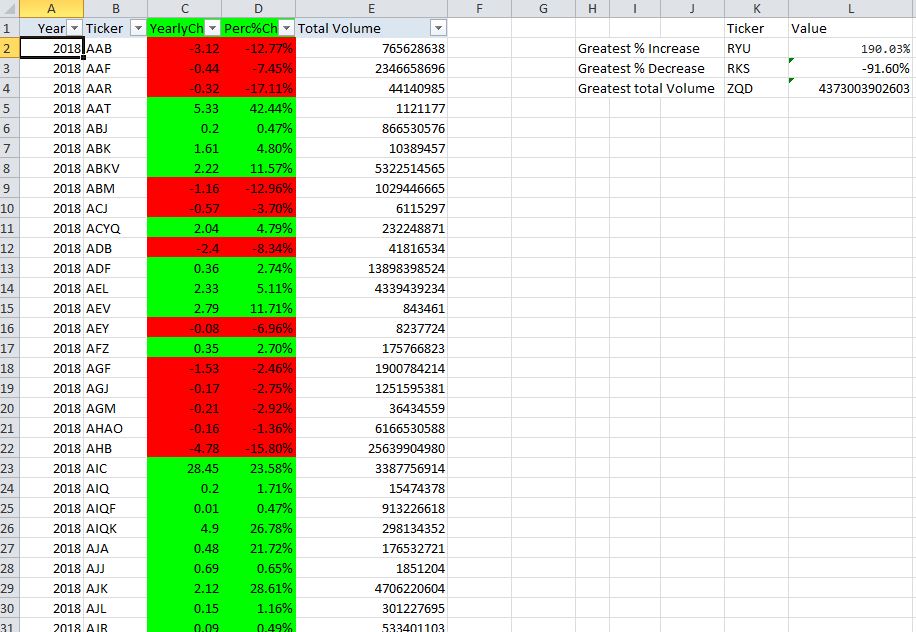 A B C D E F G H I J K L
1 Year Ticker YearlyCh Perc%Ch Total Volume Ticker Value
2 2018 AAB -3.12 -12.77% 765628638 Greatest % Increase RYU 190.03%
3 2018 AAF -0.44 -7.45% 2346658696 Greatest % Decrease RKS -91.60%
4 2018 AAR -0.32 -17.11% 44140985 Greatest total Volume ZQD 4373003902603
5 2018 AAT 5.33 42.44% 1121177
6 2018 ABJ 0.2 0.47% 866530576
7 2018 ABK 1.61 4.80% 10389457
8 2018 ABKV 2.22 11.57% 5322514565
9 2018 ABM -1.16 -12.96% 1029446665
10 2018 ACJ -0.57 -3.70% 6115297
11 2018 ACYQ 2.04 4.79% 232248871
12 2018 ADB -2.4 -8.34% 41816534
13 2018 ADF 0.36 2.74% 13898398524
14 2018 AEL 2.33 5.11% 4339439234
15 2018 AEV 2.79 11.71% 843461
16 2018 AEY -0.08 -6.96% 8237724
17 2018 AFZ 0.35 2.70% 175766823
18 2018 AGF -1.53 -2.46% 1900784214
19 2018 AGJ -0.17 -2.75% 1251595381
20 2018 AGM -0.21 -2.92% 36434559
21 2018 AHAO -0.16 -1.36% 6166530588
22 2018 AHB -4.78 -15.80% 25639904980
23 2018 AIC 28.45 23.58% 3387756914
24 2018 AIQ 0.2 1.71% 15474378
25 2018 AIQF 0.01 0.47% 913226618
26 2018 AIQK 4.9 26.78% 298134352
27 2018 AJA 0.48 21.72% 176532721
28 2018 AJJ 0.69 0.65% 1851204
29 2018 AJK 2.12 28.61% 4706220604
30 2018 AJL 0.15 1.16% 301227695
31 2018 AJR 0.09 0.49% 533401103